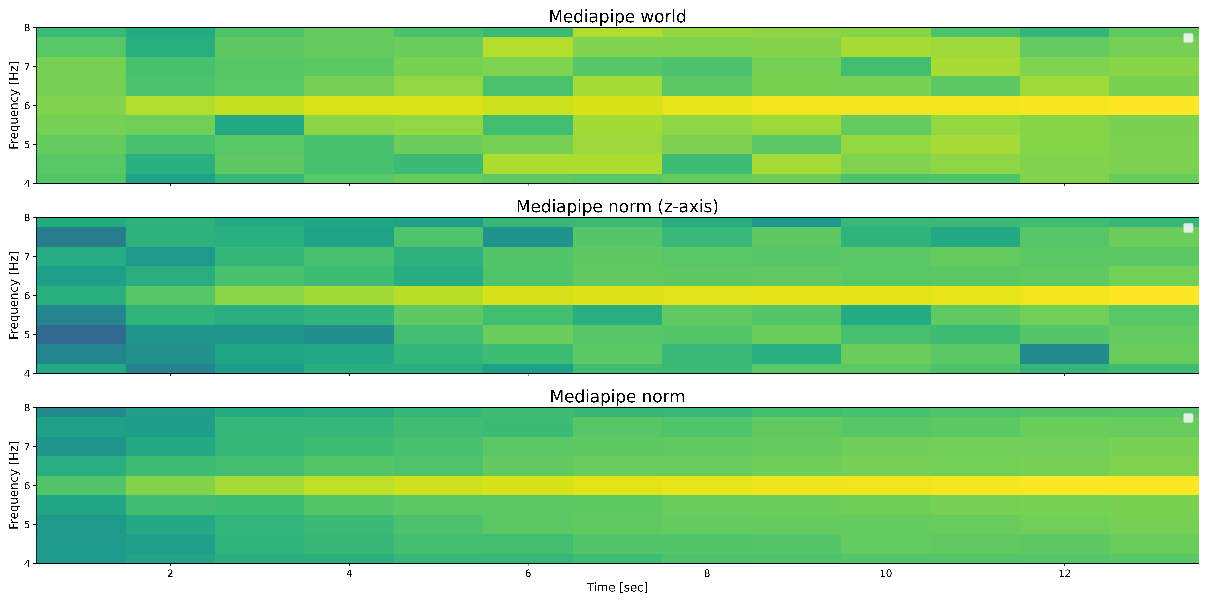 Mediapipe world
8
7
6
5
4
Frequency [Hz]
Mediapipe norm (z-axis)
8
7
6
5
4
Frequency [Hz]
Mediapipe norm
8
7
6
5
4
Frequency [Hz]
2 4 6 8 10 12
Time [sec]